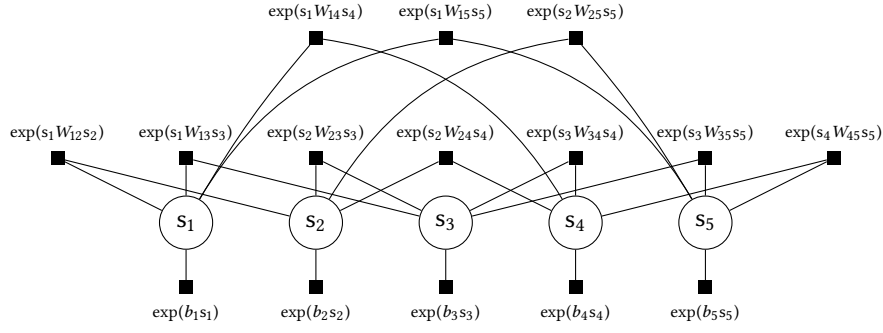 exp(s₁W₁₄s₄) exp(s₁W₁₅s₅) exp(s₂W₂₅s₅)
exp(s₁W₁₂s₂) exp(s₁W₁₃s₃) exp(s₂W₂₃s₃) exp(s₂W₂₄s₄) exp(s₃W₃₄s₄) exp(s₃W₃₅s₅) exp(s₄W₄₅s₅)
s₁ s₂ s₃ s₄ s₅
exp(b₁s₁) exp(b₂s₂) exp(b₃s₃) exp(b₄s₄) exp(b₅s₅)